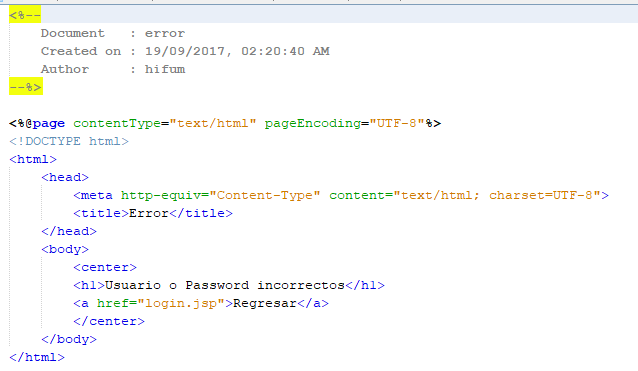 <%--
    Document   : error
    Created on : 19/09/2017, 02:20:40 AM
    Author     : hifum
--%>

<%@page contentType="text/html" pageEncoding="UTF-8"%>
<!DOCTYPE html>
<html>
    <head>
        <meta http-equiv="Content-Type" content="text/html; charset=UTF-8">
        <title>Error</title>
    </head>
    <body>
        <center>
        <h1>Usuario o Password incorrectos</h1>
        <a href="login.jsp">Regresar</a>
        </center>
    </body>
</html>